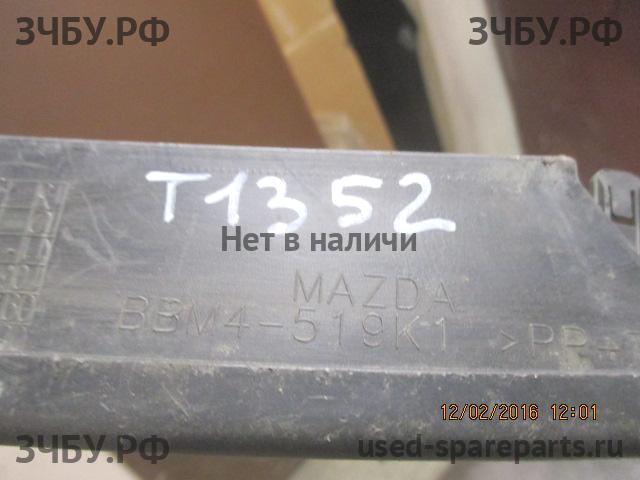 ЗЧБУ.РФ ЗЧБУ.РФ
T1352
Нет в наличии
MAZDA
BBM4-519K1 >PP+
12/02/2016 12:01
ЗЧБУ.РФ used-spareparts.ru